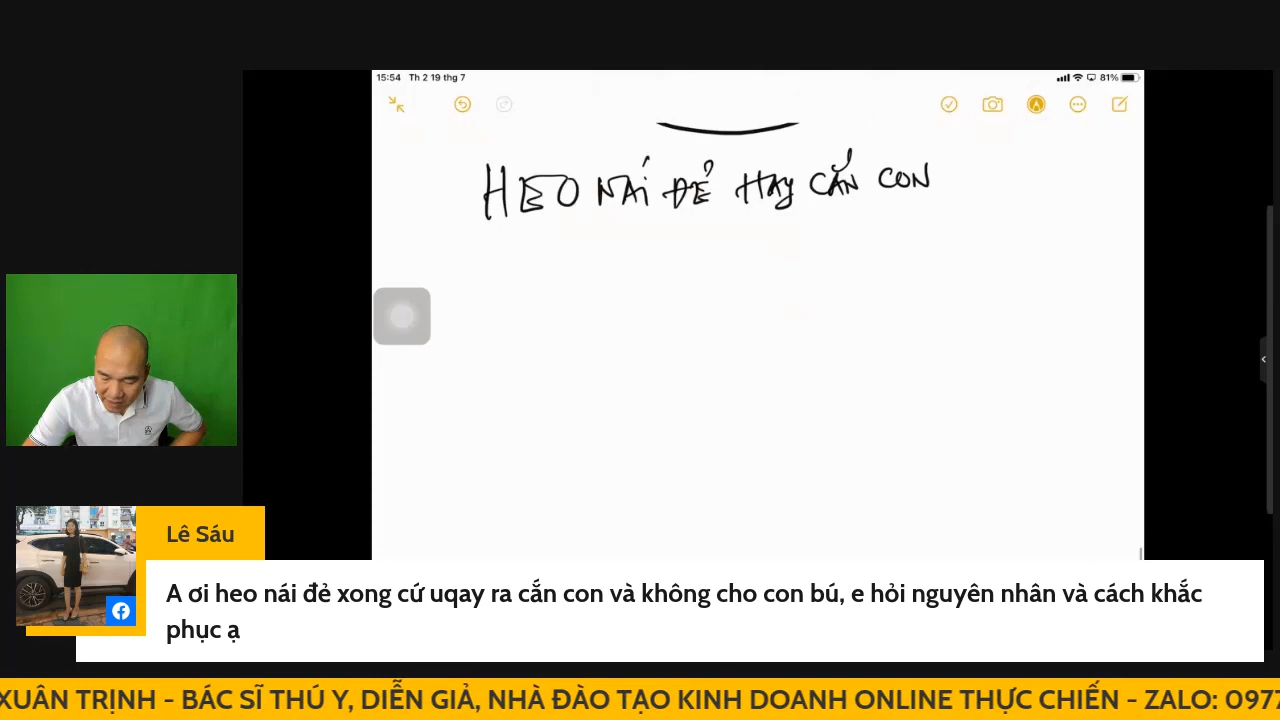 15:54 Th 2 19 thg 7
81%
HEO NÁI ĐẺ HAY CẮN CON
Lê Sáu
A ơi heo nái đẻ xong cứ uqay ra cắn con và không cho con bú, e hỏi nguyên nhân và cách khắc
phục ạ
XUÂN TRỊNH - BÁC SĨ THÚ Y, DIỄN GIẢ, NHÀ ĐÀO TẠO KINH DOANH ONLINE THỰC CHIẾN - ZALO: 0977